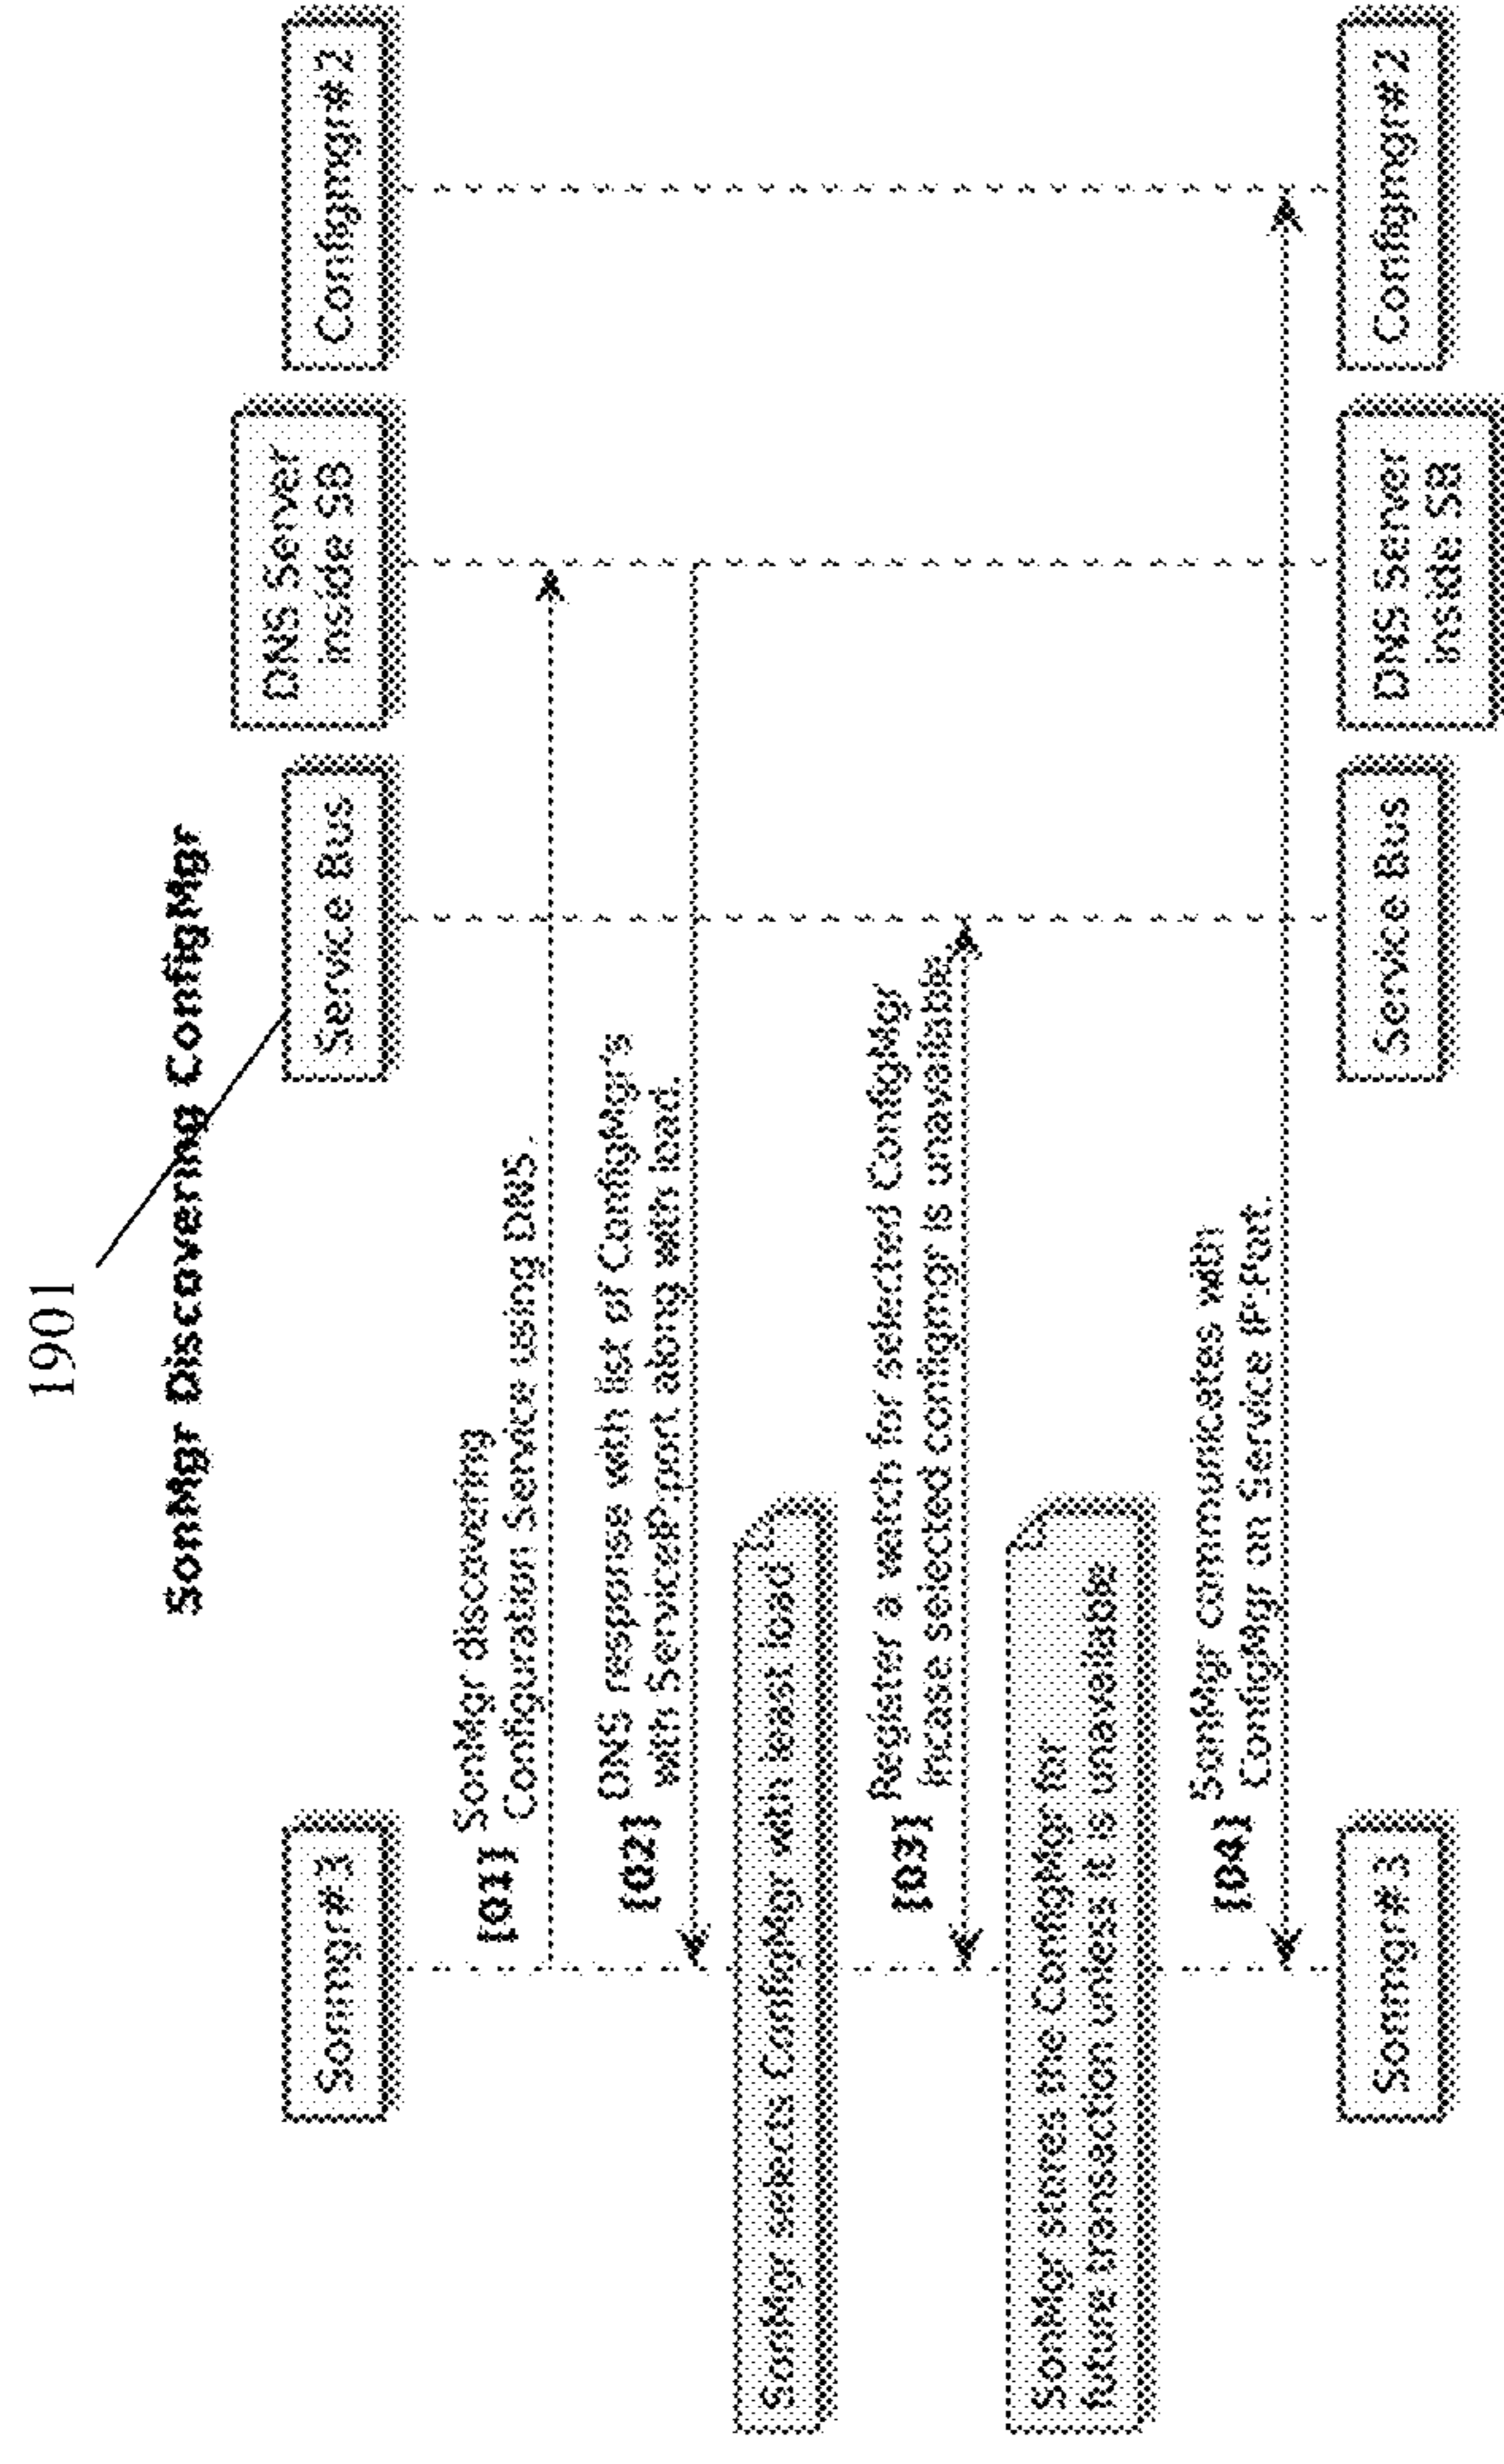 1901
SonMgr Discovering ConfigMgr
Sonmgr#3
Service Bus
DNS Server
inside SB
Configmgr#2
[01]
SonMgr discovering
Configuration Service using DNS.
[02]
DNS response with list of ConfigMgr's
with ServiceIP:port along with load.
SonMgr selects ConfigMgr with least load
[03]
Register a watch for selected ConfigMgr
incase selected configmgr is unavailable.
SonMgr stores the ConfigMgr for
future transaction unless it is unavailable
[04]
SonMgr communicates with
ConfigMgr on Service IP:Port.
Sonmgr#3
Service Bus
DNS Server
inside SB
Configmgr#2